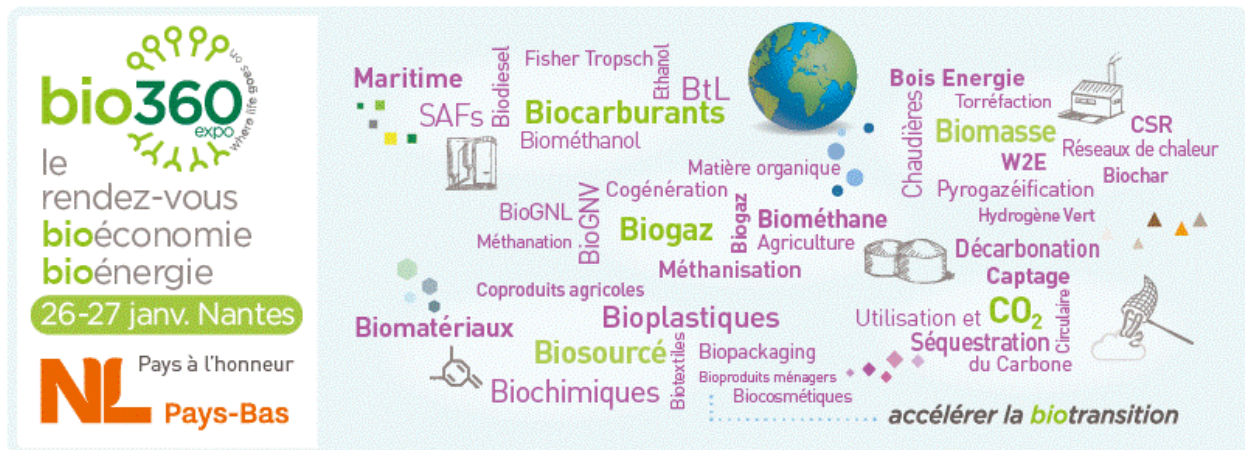 bio360
expo
where life goes on
le
rendez-vous
bioéconomie
bioénergie
26-27 janv. Nantes
NL
Pays à l'honneur
Pays-Bas
Maritime
SAFs
Biodiesel
Fisher Tropsch
Ethanol
BtL
Biocarburants
Biométhanol
Matière organique
Cogénération
BioGNL
BioGNV
Méthanation
Biogaz
Biogaz
Biométhane
Agriculture
Méthanisation
Coproduits agricoles
Biomatériaux
Bioplastiques
Biosourcé
Biochimiques
Biotextiles
Biopackaging
Bioproduits ménagers
Biocosmétiques
Bois Energie
Torréfaction
Chaudières
Biomasse
CSR
W2E
Réseaux de chaleur
Biochar
Pyrogazéification
Hydrogène Vert
Décarbonation
Captage
Utilisation et CO2
Circulaire
Séquestration
du Carbone
accélérer la biotransition